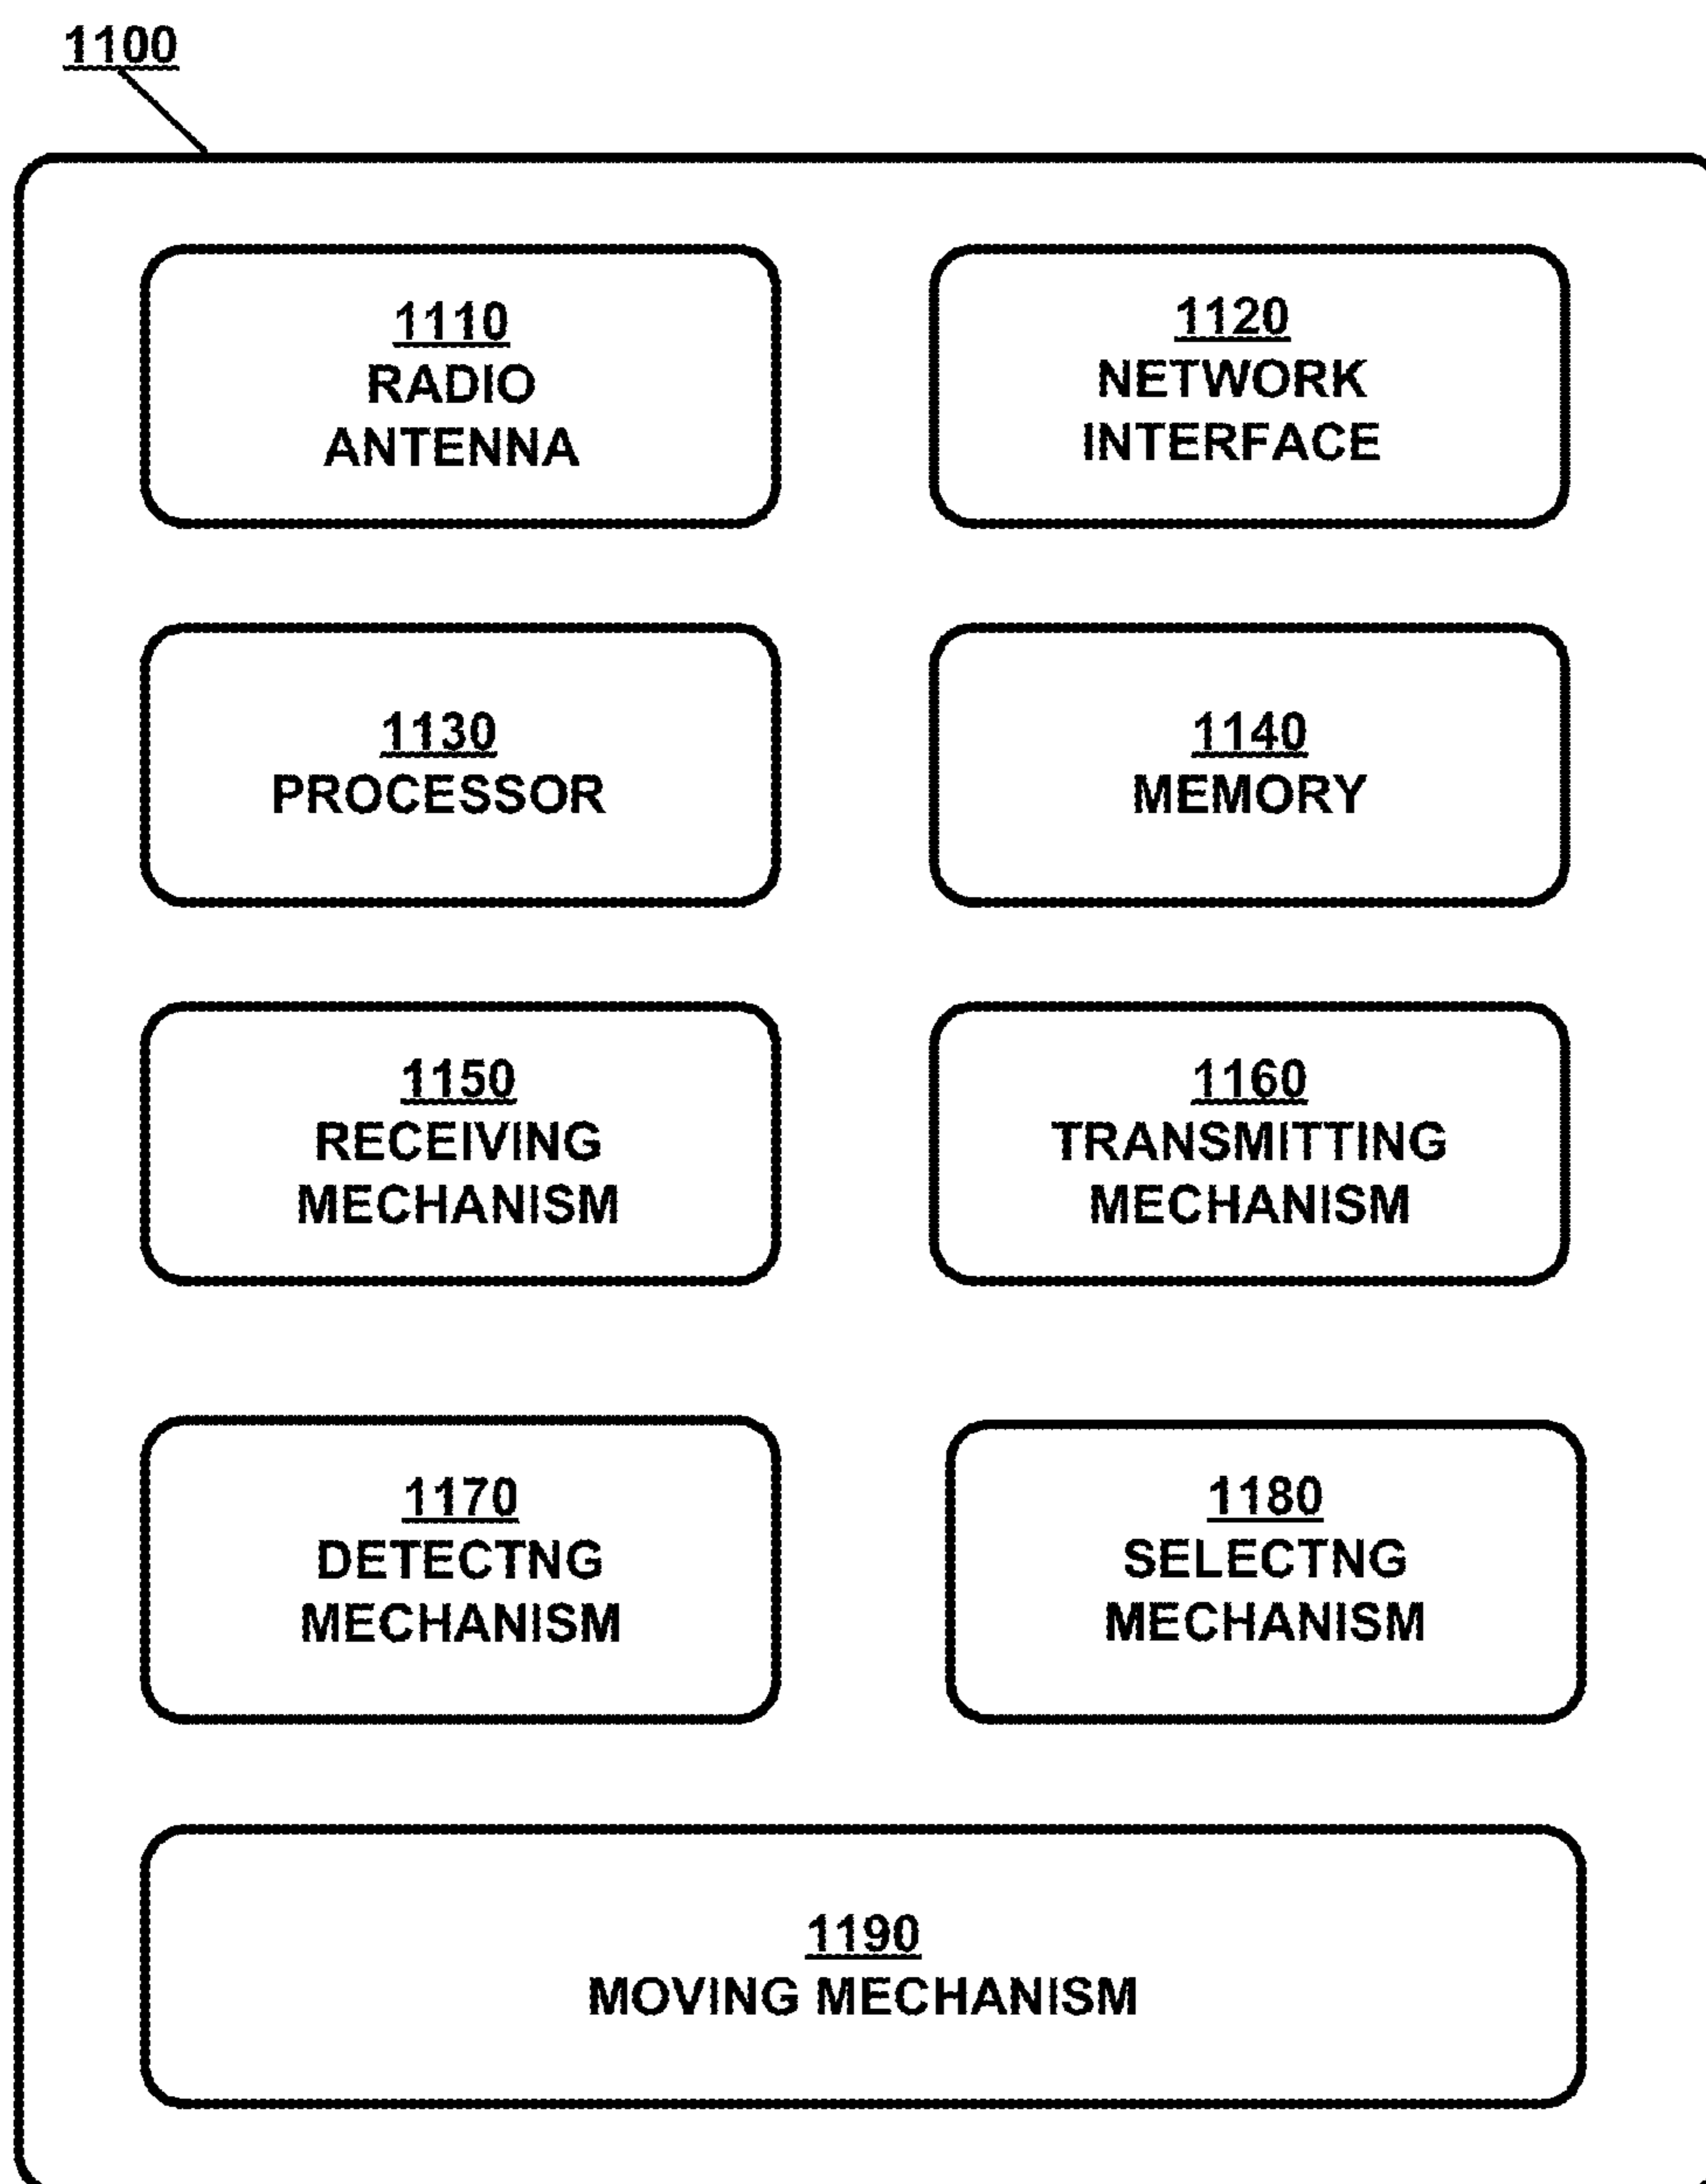 1100
1110
RADIO
ANTENNA
1120
NETWORK
INTERFACE
1130
PROCESSOR
1140
MEMORY
1150
RECEIVING
MECHANISM
1160
TRANSMITTING
MECHANISM
1170
DETECTNG
MECHANISM
1180
SELECTNG
MECHANISM
1190
MOVING MECHANISM